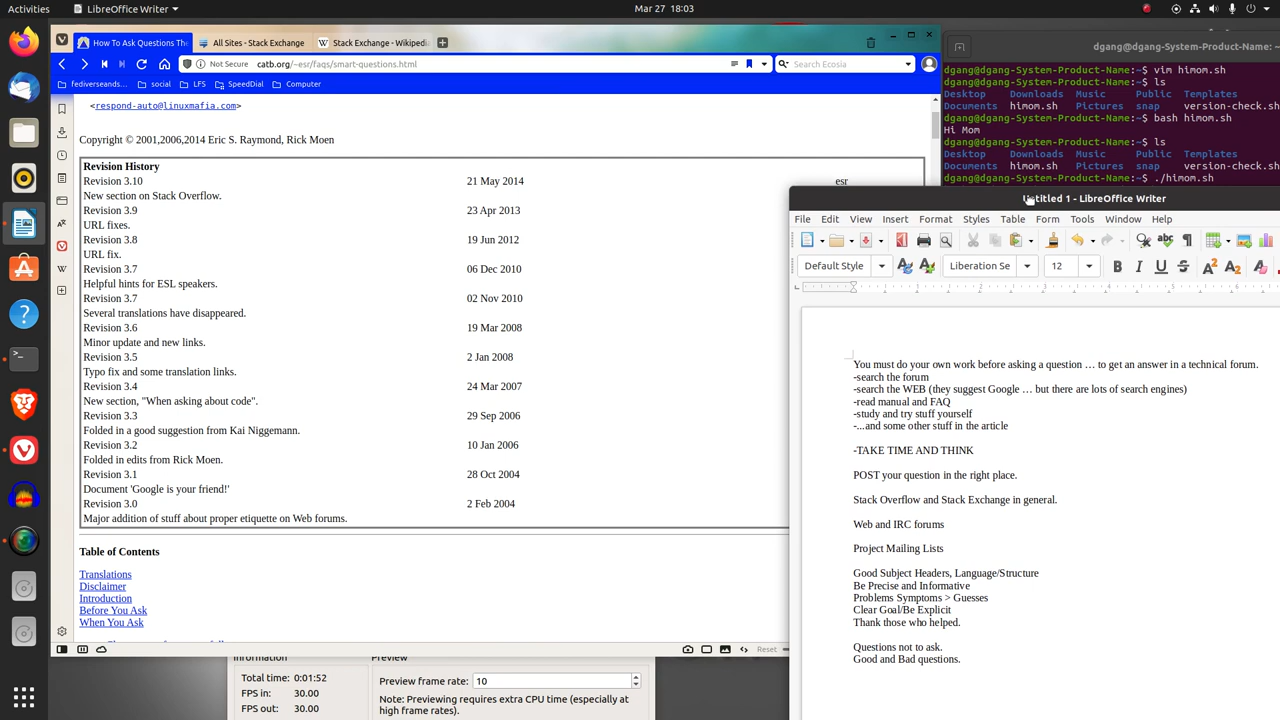 Activities
LibreOffice Writer
Mar 27 18:03
How To Ask Questions The
All Sites - Stack Exchange
Stack Exchange - Wikipedi
Not Secure
catb.org/~esr/faqs/smart-questions.html
Search Ecosia
fediverseands
social
LFS
SpeedDial
Computer
<respond-auto@linuxmafia.com>
Copyright © 2001,2006,2014 Eric S. Raymond, Rick Moen
Revision History
Revision 3.10 21 May 2014 esr
New section on Stack Overflow.
Revision 3.9 23 Apr 2013
URL fixes.
Revision 3.8 19 Jun 2012
URL fix.
Revision 3.7 06 Dec 2010
Helpful hints for ESL speakers.
Revision 3.7 02 Nov 2010
Several translations have disappeared.
Revision 3.6 19 Mar 2008
Minor update and new links.
Revision 3.5 2 Jan 2008
Typo fix and some translation links.
Revision 3.4 24 Mar 2007
New section, "When asking about code".
Revision 3.3 29 Sep 2006
Folded in a good suggestion from Kai Niggemann.
Revision 3.2 10 Jan 2006
Folded in edits from Rick Moen.
Revision 3.1 28 Oct 2004
Document 'Google is your friend!'
Revision 3.0 2 Feb 2004
Major addition of stuff about proper etiquette on Web forums.
Table of Contents
Translations
Disclaimer
Introduction
Before You Ask
When You Ask
Reset
Information
Total time: 0:01:52
FPS in: 30.00
FPS out: 30.00
Preview
Preview frame rate: 10
Note: Previewing requires extra CPU time (especially at
high frame rates).
dgang@dgang-System-Product-Name:
dgang@dgang-System-Product-Name:~$ vim himom.sh
dgang@dgang-System-Product-Name:~$ ls
Desktop Downloads Music Public Templates
Documents himom.sh Pictures snap version-check.sh
dgang@dgang-System-Product-Name:~$ bash himom.sh
Hi Mom
dgang@dgang-System-Product-Name:~$ ls
Desktop Downloads Music Public Templates
Documents himom.sh Pictures snap version-check.sh
dgang@dgang-System-Product-Name:~$ ./himom.sh
Untitled 1 - LibreOffice Writer
File Edit View Insert Format Styles Table Form Tools Window Help
Default Style
Liberation Se
12
You must do your own work before asking a question … to get an answer in a technical forum.
-search the forum
-search the WEB (they suggest Google … but there are lots of search engines)
-read manual and FAQ
-study and try stuff yourself
-...and some other stuff in the article
-TAKE TIME AND THINK
POST your question in the right place.
Stack Overflow and Stack Exchange in general.
Web and IRC forums
Project Mailing Lists
Good Subject Headers, Language/Structure
Be Precise and Informative
Problems Symptoms > Guesses
Clear Goal/Be Explicit
Thank those who helped.
Questions not to ask.
Good and Bad questions.